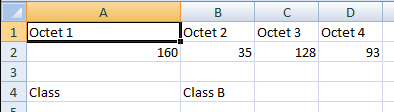 A B C D
1 Octet 1 Octet 2 Octet 3 Octet 4
2 160 35 128 93
3
4 Class Class B